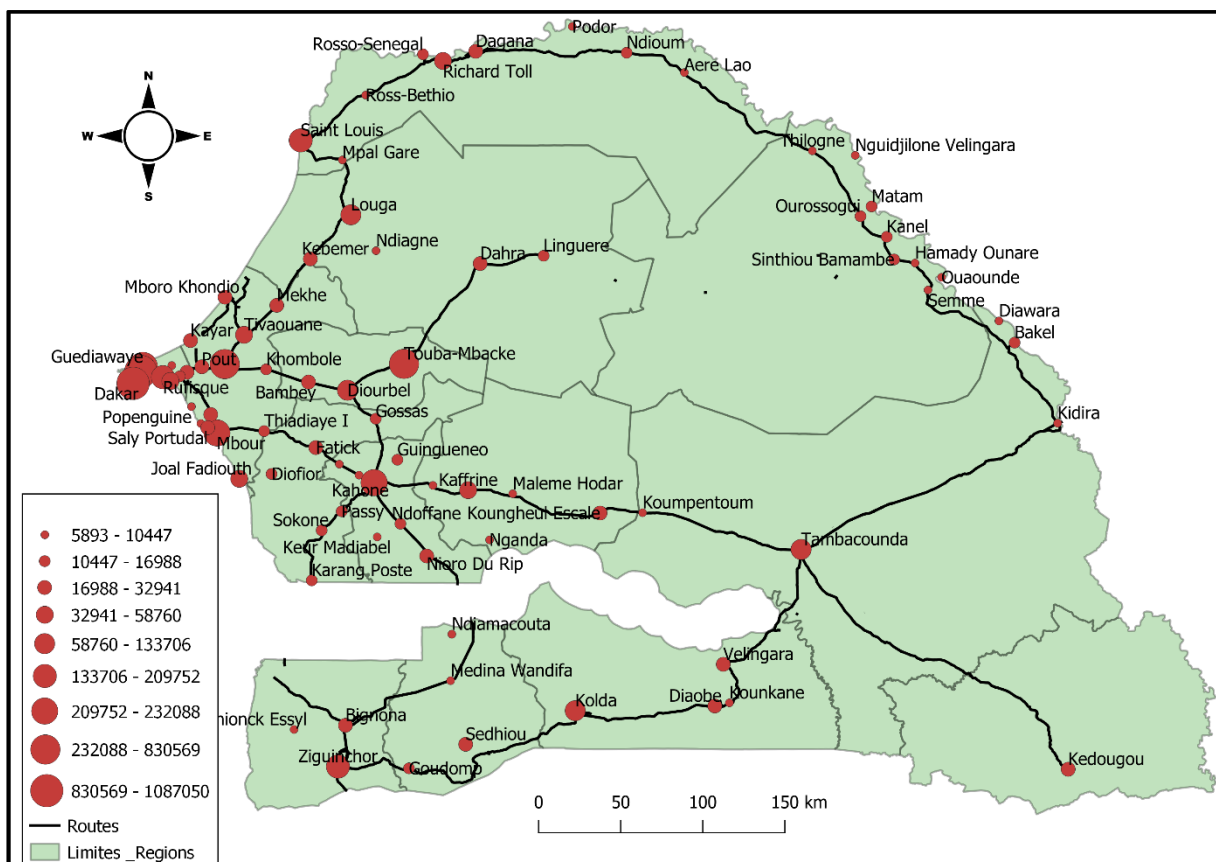 Podor
Rosso-Senegal
Dagana
Ndioum
Richard Toll
Aere Lao
N
Ross-Bethio
W
E
S
Saint Louis
Mpal Gare
Thilogne
Nguidjilone Velingara
Louga
Matam
Ourossogui
Kanel
Kebemer
Ndiagne
Dahra
Linguere
Sinthiou Bamambe
Hamady Ounare
Ouaounde
Semme
Mboro Khondio
Mekhe
Diawara
Bakel
Kayar
Tivaouane
Guediawaye
Pout
Khombole
Touba-Mbacke
Dakar
Rufisque
Bambey
Diourbel
Popenguine
Thiadiaye I
Gossas
Kidira
Saly Portudal
Mbour
Fatick
Guingueneo
Joal Fadiouth
Diofior
Kahone
Kaffrine
Maleme Hodar
Koumpentoum
Passy
Sokone
Ndoffane
Koungheul Escale
Keur Madiabel
Nganda
Tambacounda
Karang Poste
Nioro Du Rip
5893 - 10447
10447 - 16988
16988 - 32941
32941 - 58760
58760 - 133706
133706 - 209752
209752 - 232088
232088 - 830569
830569 - 1087050
Routes
Limites _Regions
Ndiamacouta
Medina Wandifa
Velingara
Kolda
Diaobe
Kounkane
hionck Essyl
Bignona
Sedhiou
Ziguinchor
Goudomp
Kedougou
0 50 100 150 km